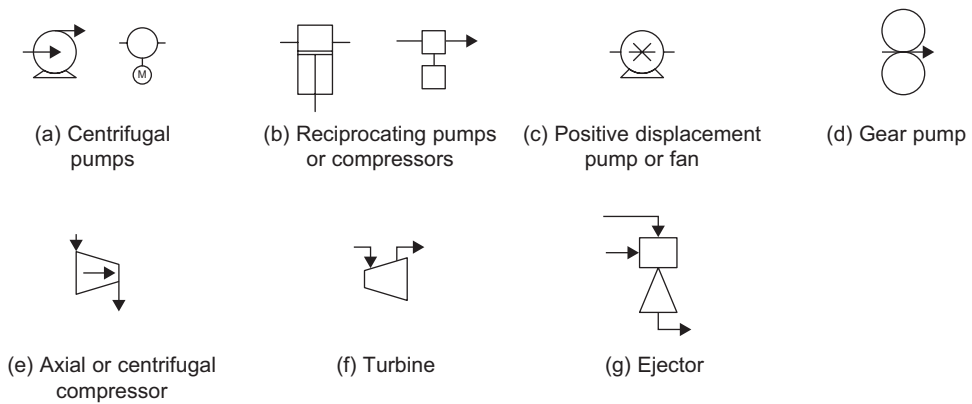 M
(a) Centrifugal
pumps
(b) Reciprocating pumps
or compressors
(c) Positive displacement
pump or fan
(d) Gear pump
(e) Axial or centrifugal
compressor
(f) Turbine
(g) Ejector